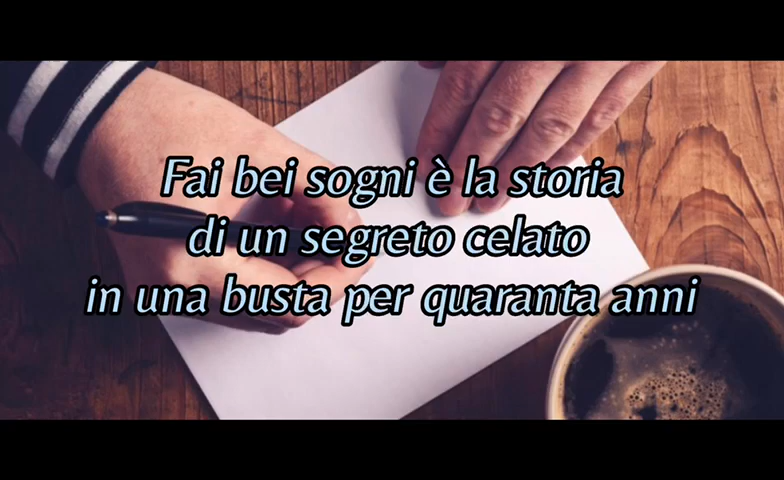 Fai bei sogni è la storia
di un segreto celato
in una busta per quaranta anni